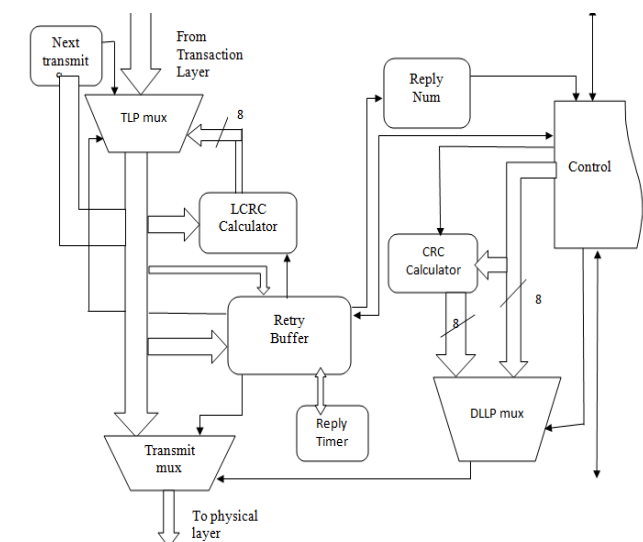 Next
transmit
From
Transaction
Layer
TLP mux
8
Reply
Num
Control
LCRC
Calculator
CRC
Calculator
8
8
Retry
Buffer
Reply
Timer
DLLP mux
Transmit
mux
To physical
layer